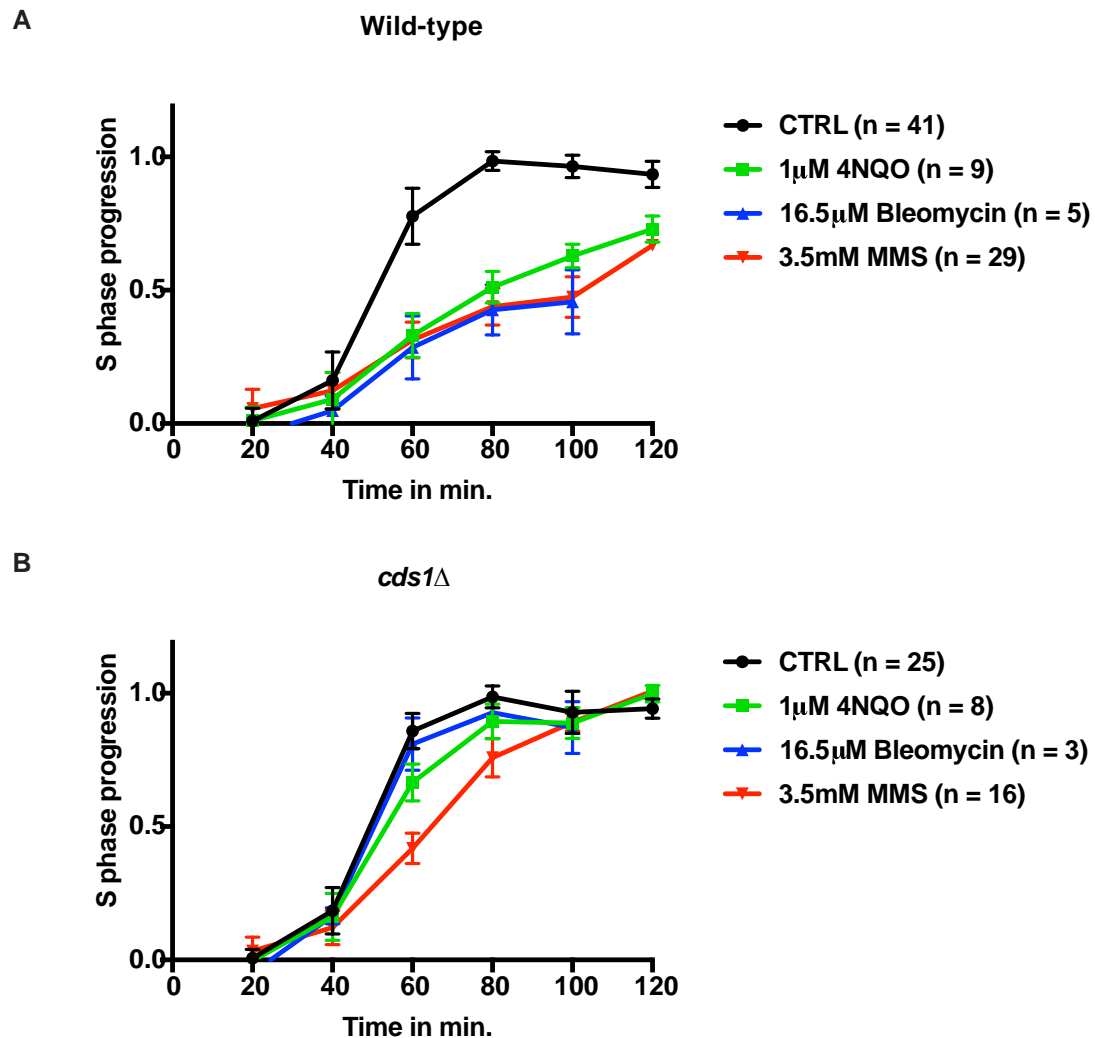 A
Wild-type
S phase progression
1.0
0.5
0.0
0 20 40 60 80 100 120
Time in min.
CTRL (n = 41)
1μM 4NQO (n = 9)
16.5μM Bleomycin (n = 5)
3.5mM MMS (n = 29)
B
cds1Δ
S phase progression
1.0
0.5
0.0
0 20 40 60 80 100 120
Time in min.
CTRL (n = 25)
1μM 4NQO (n = 8)
16.5μM Bleomycin (n = 3)
3.5mM MMS (n = 16)